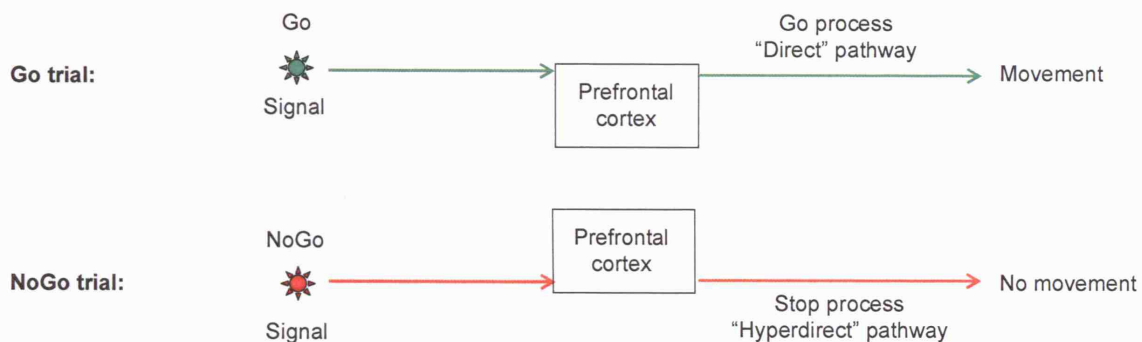 Go
Go process
“Direct” pathway
Go trial:
Movement
Signal
Prefrontal
cortex
NoGo
Prefrontal
cortex
NoGo trial:
No movement
Signal
Stop process
“Hyperdirect” pathway